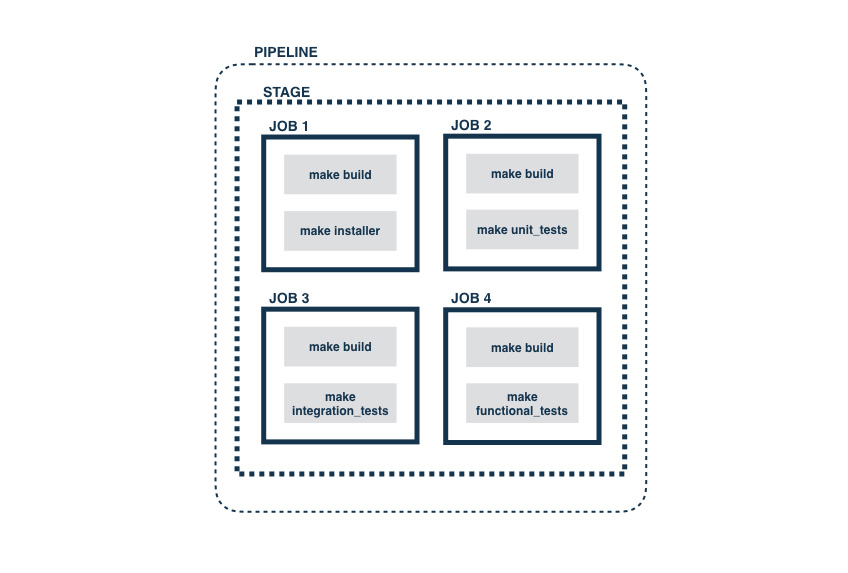 PIPELINE
STAGE
JOB 1
make build
make installer
JOB 2
make build
make unit_tests
JOB 3
make build
make
integration_tests
JOB 4
make build
make
functional_tests